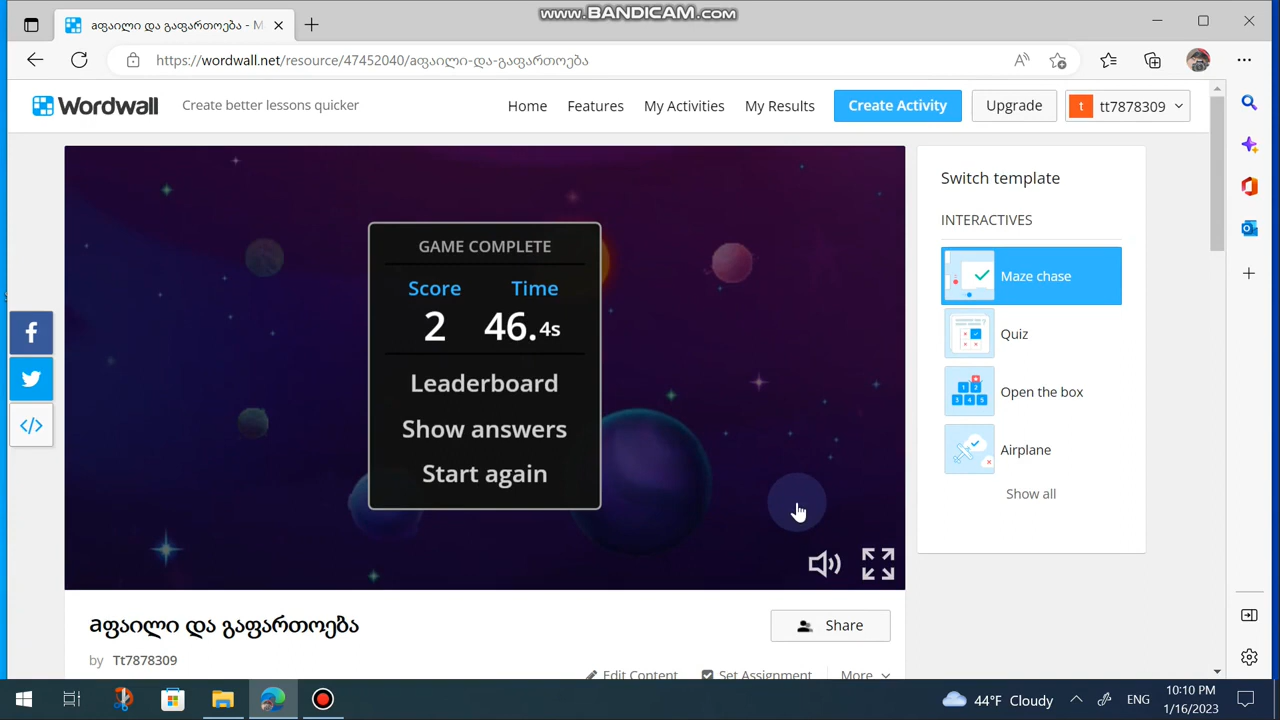 www.BANDICAM.com
აფაილი და გაფართოება - M
https://wordwall.net/resource/47452040/აფაილი-და-გაფართოება
Wordwall
Create better lessons quicker
Home
Features
My Activities
My Results
Create Activity
Upgrade
t
tt7878309
GAME COMPLETE
Score
Time
2
46.4s
Leaderboard
Show answers
Start again
Switch template
INTERACTIVES
Maze chase
Quiz
Open the box
Airplane
Show all
aფაილი და გაფართოება
Share
by Tt7878309
Edit Content
Set Assignment
More
44°F Cloudy
ENG
10:10 PM
1/16/2023